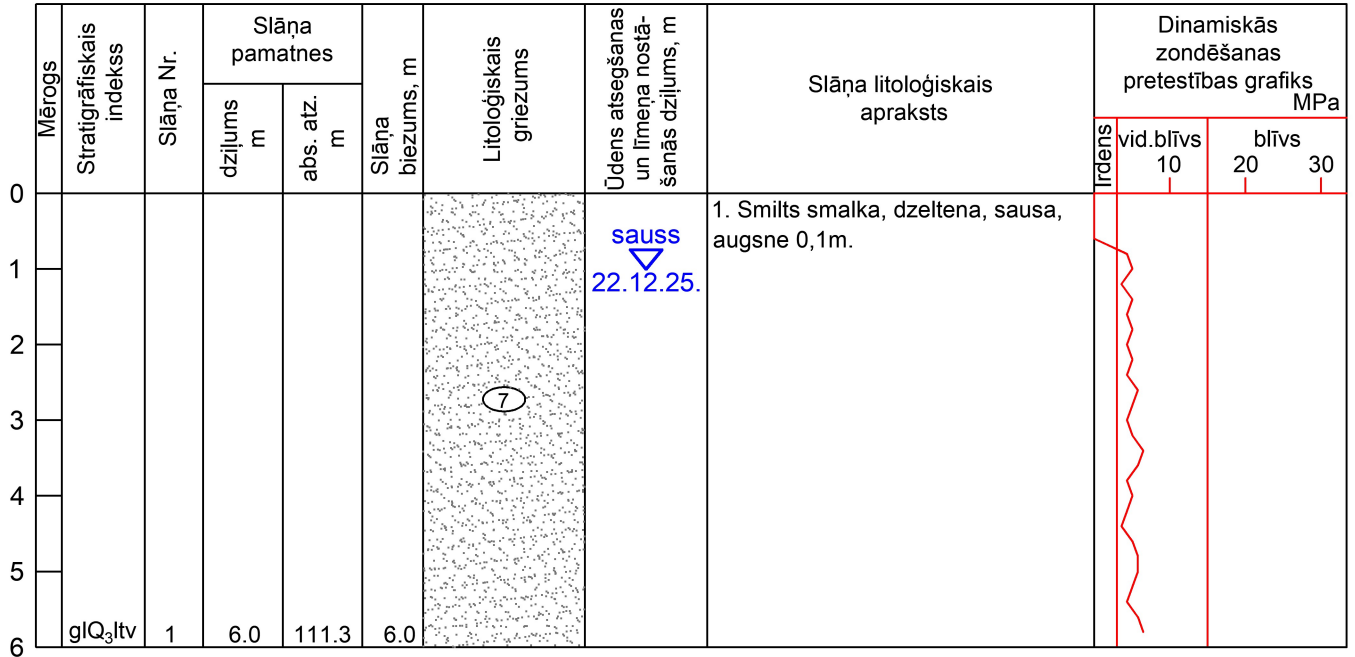 Mērogs
Stratigrāfiskais
indekss
Slāņa Nr.
Slāņa
pamatnes
dziļums
m
abs. atz.
m
Slāņa
biezums, m
Litoloģiskais
griezums
Ūdens atsegšanas
un līmeņa nostā-
šanās dziļums, m
Slāņa litoloģiskais
apraksts
Dinamiskās
zondēšanas
pretestības grafiks
MPa
Irdens
vid.blīvs
blīvs
10 20 30
0
1. Smilts smalka, dzeltena, sausa,
augsne 0,1m.
sauss
22.12.25.
1
2
7
3
4
5
6
glQ₃ltv 1 6.0 111.3 6.0